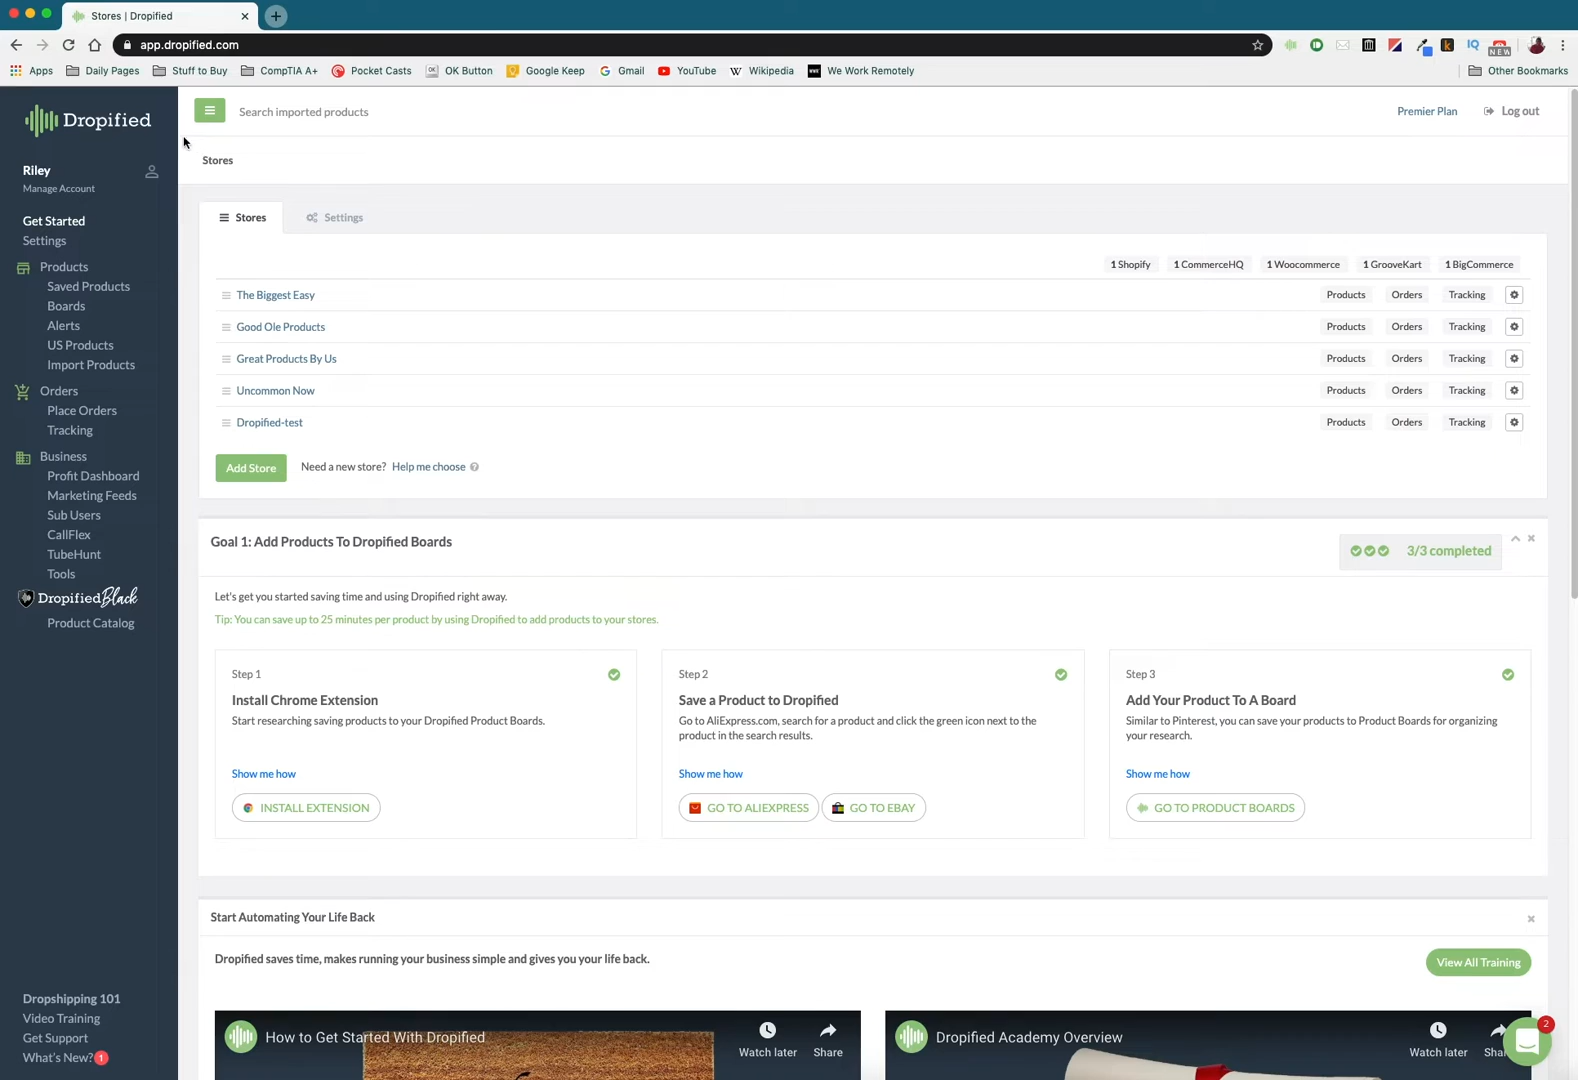 Stores | Dropified
app.dropified.com
NEW
Apps
Daily Pages
Stuff to Buy
CompTIA A+
Pocket Casts
OK Button
Google Keep
Gmail
YouTube
Wikipedia
We Work Remotely
Other Bookmarks
Dropified
Search imported products
Premier Plan
Log out
Riley
Manage Account
Stores
Get Started
Settings
Products
Saved Products
Boards
Alerts
US Products
Import Products
Orders
Place Orders
Tracking
Business
Profit Dashboard
Marketing Feeds
Sub Users
CallFlex
TubeHunt
Tools
Dropified Black
Product Catalog
Dropshipping 101
Video Training
Get Support
What's New? 1
Stores
Settings
1 Shopify
1 CommerceHQ
1 Woocommerce
1 GrooveKart
1 BigCommerce
The Biggest Easy Products Orders Tracking
Good Ole Products Products Orders Tracking
Great Products By Us Products Orders Tracking
Uncommon Now Products Orders Tracking
Dropified-test Products Orders Tracking
Add Store Need a new store? Help me choose ?
Goal 1: Add Products To Dropified Boards
3/3 completed
Let's get you started saving time and using Dropified right away.
Tip: You can save up to 25 minutes per product by using Dropified to add products to your stores.
Step 1
Install Chrome Extension
Start researching saving products to your Dropified Product Boards.
Show me how
INSTALL EXTENSION
Step 2
Save a Product to Dropified
Go to AliExpress.com, search for a product and click the green icon next to the
product in the search results.
Show me how
GO TO ALIEXPRESS
GO TO EBAY
Step 3
Add Your Product To A Board
Similar to Pinterest, you can save your products to Product Boards for organizing
your research.
Show me how
GO TO PRODUCT BOARDS
Start Automating Your Life Back
Dropified saves time, makes running your business simple and gives you your life back.
View All Training
How to Get Started With Dropified
Watch later
Share
Dropified Academy Overview
Watch later
Sha
2